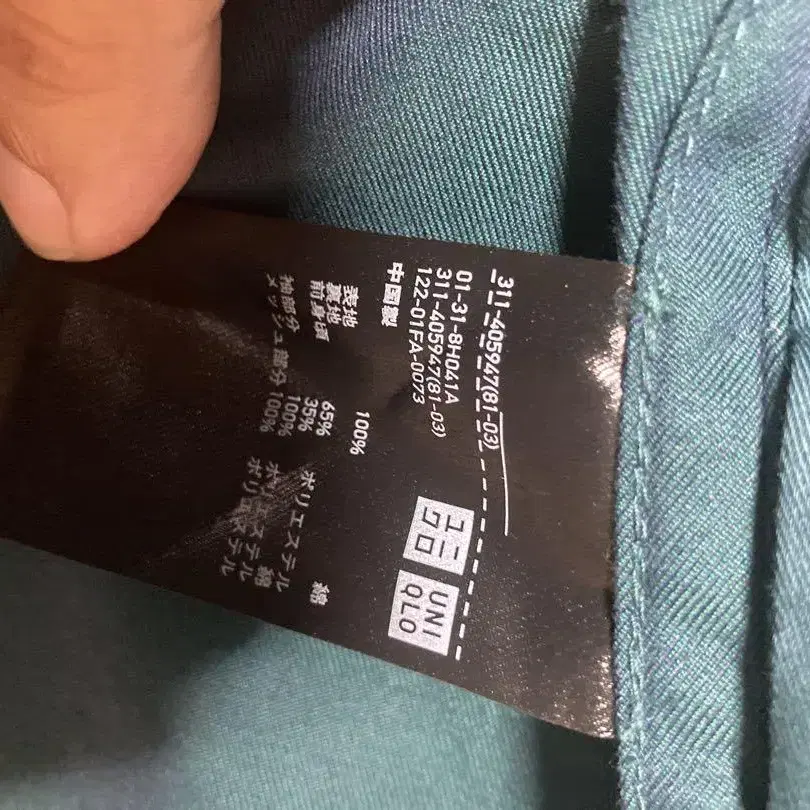 311-405947(81-03)
ユニ
クロ
UNI
QLO
01-31-8H041A
311-405947(81-03)
122-01FA-0073
中国製
表地 100% 綿
裏地
前身頃 65% ポリエステル
35% 綿
袖部分 100% ポリエステル
メッシュ部分 100% ポリエステル